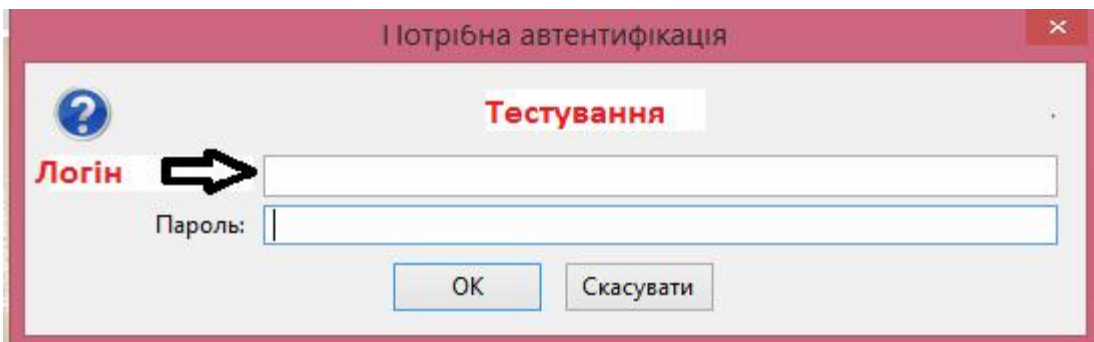 Потрібна автентифікація
Тестування
Логін
Пароль:
OK
Скасувати